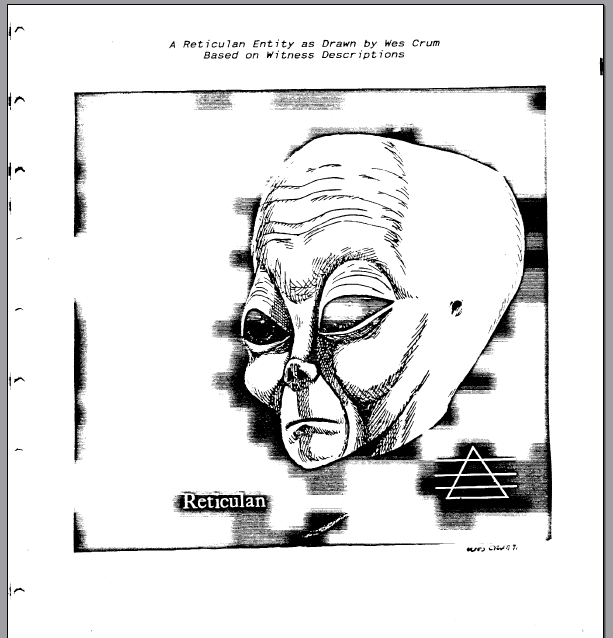 A Reticulan Entity as Drawn by Wes Crum
Based on Witness Descriptions
Reticulan